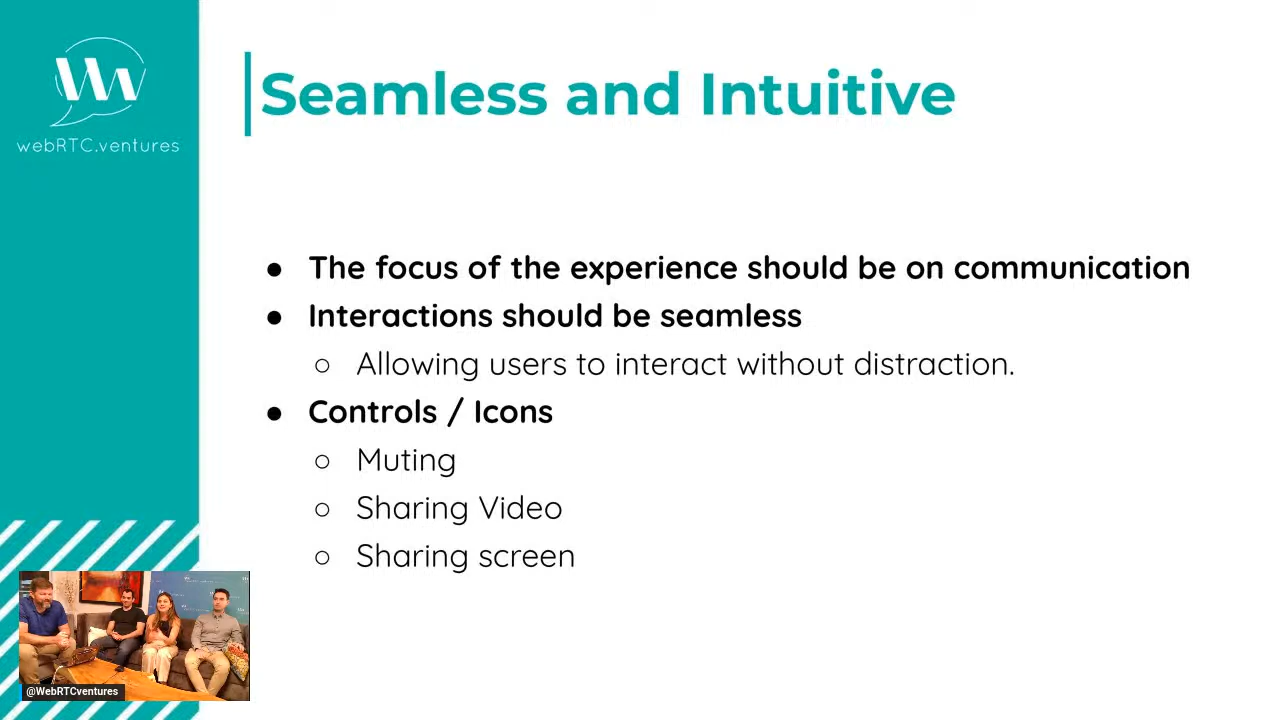 webRTC.ventures
Seamless and Intuitive
● The focus of the experience should be on communication
● Interactions should be seamless
○ Allowing users to interact without distraction.
● Controls / Icons
○ Muting
○ Sharing Video
○ Sharing screen
@WebRTCventures